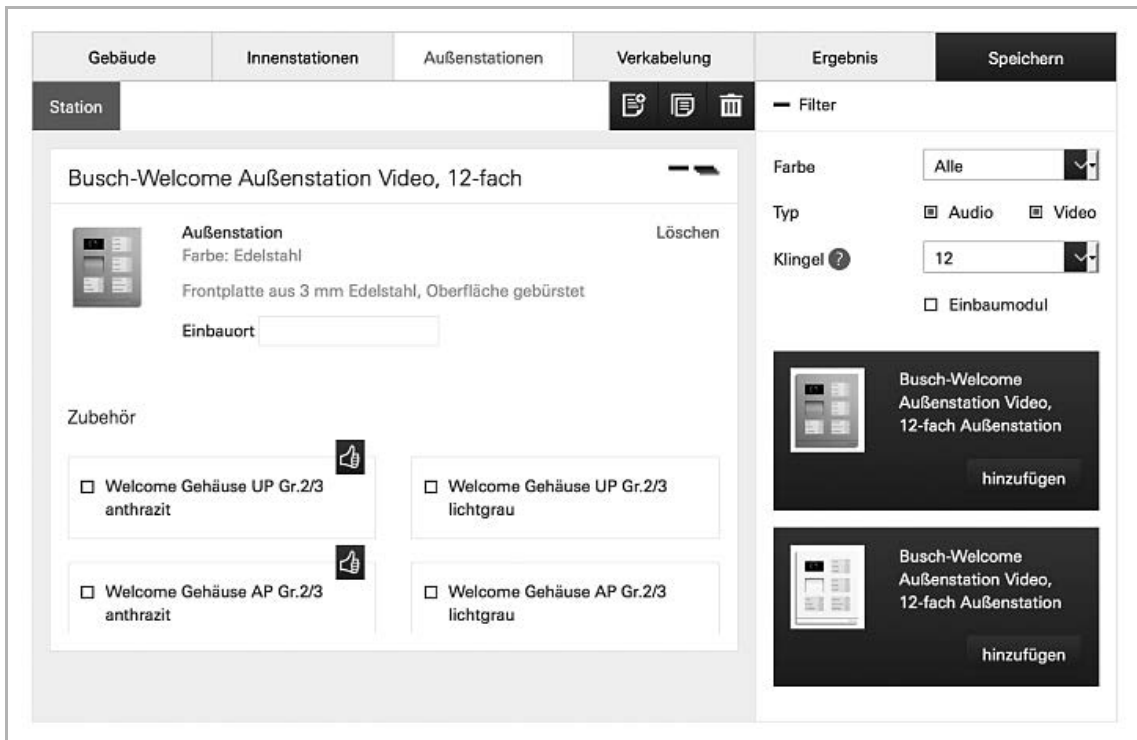 Gebäude
Innenstationen
Außenstationen
Verkabelung
Ergebnis
Speichern
Station
Filter
Busch-Welcome Außenstation Video, 12-fach
Außenstation
Löschen
Farbe: Edelstahl
Frontplatte aus 3 mm Edelstahl, Oberfläche gebürstet
Einbauort
Zubehör
Welcome Gehäuse UP Gr.2/3
anthrazit
Welcome Gehäuse UP Gr.2/3
lichtgrau
Welcome Gehäuse AP Gr.2/3
anthrazit
Welcome Gehäuse AP Gr.2/3
lichtgrau
Farbe
Alle
Typ
Audio
Video
Klingel ?
12
Einbaumodul
Busch-Welcome
Außenstation Video,
12-fach Außenstation
hinzufügen
Busch-Welcome
Außenstation Video,
12-fach Außenstation
hinzufügen